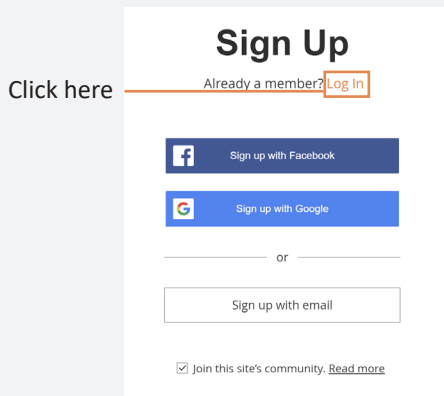 Sign Up
Click here
Already a member? Log In
Sign up with Facebook
Sign up with Google
or
Sign up with email
Join this site's community. Read more